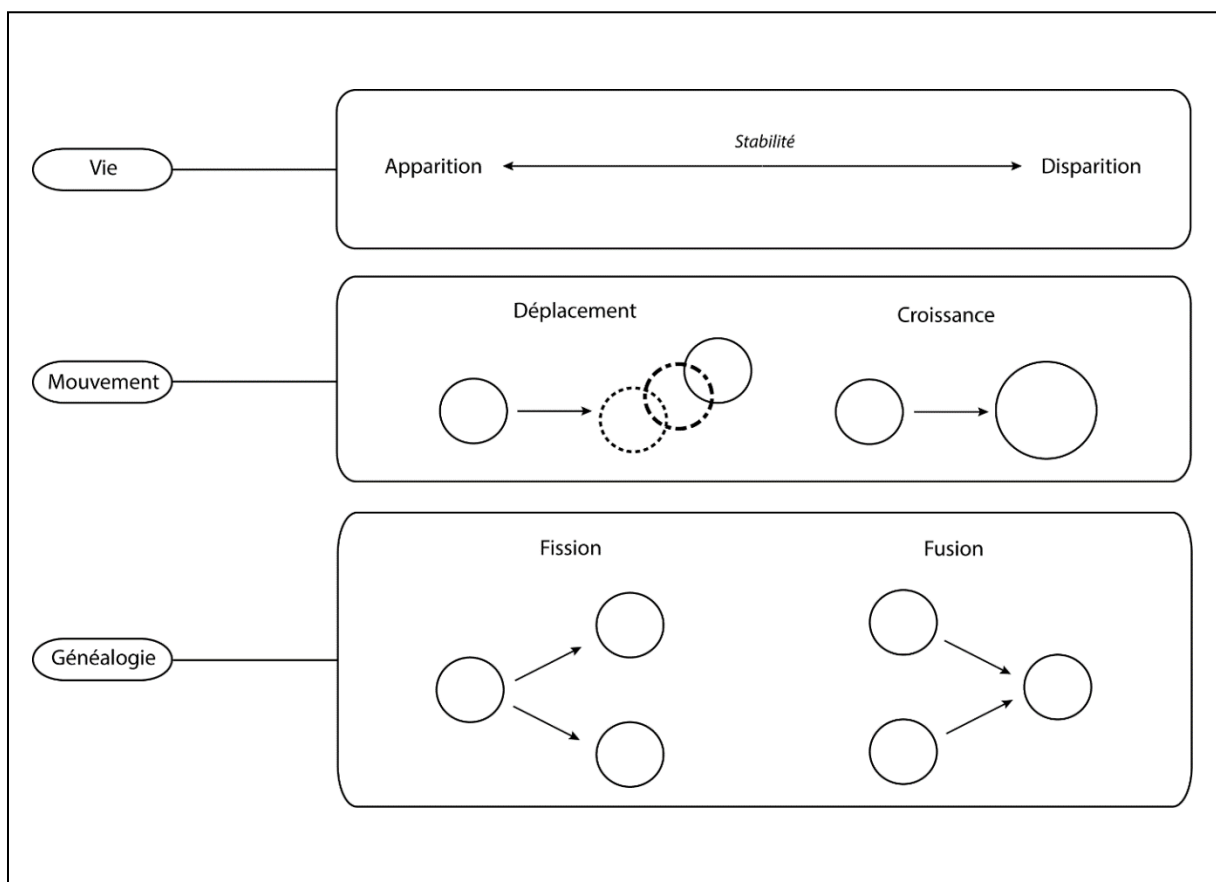 Vie
Apparition
Stabilité
Disparition
Mouvement
Déplacement
Croissance
Généalogie
Fission
Fusion